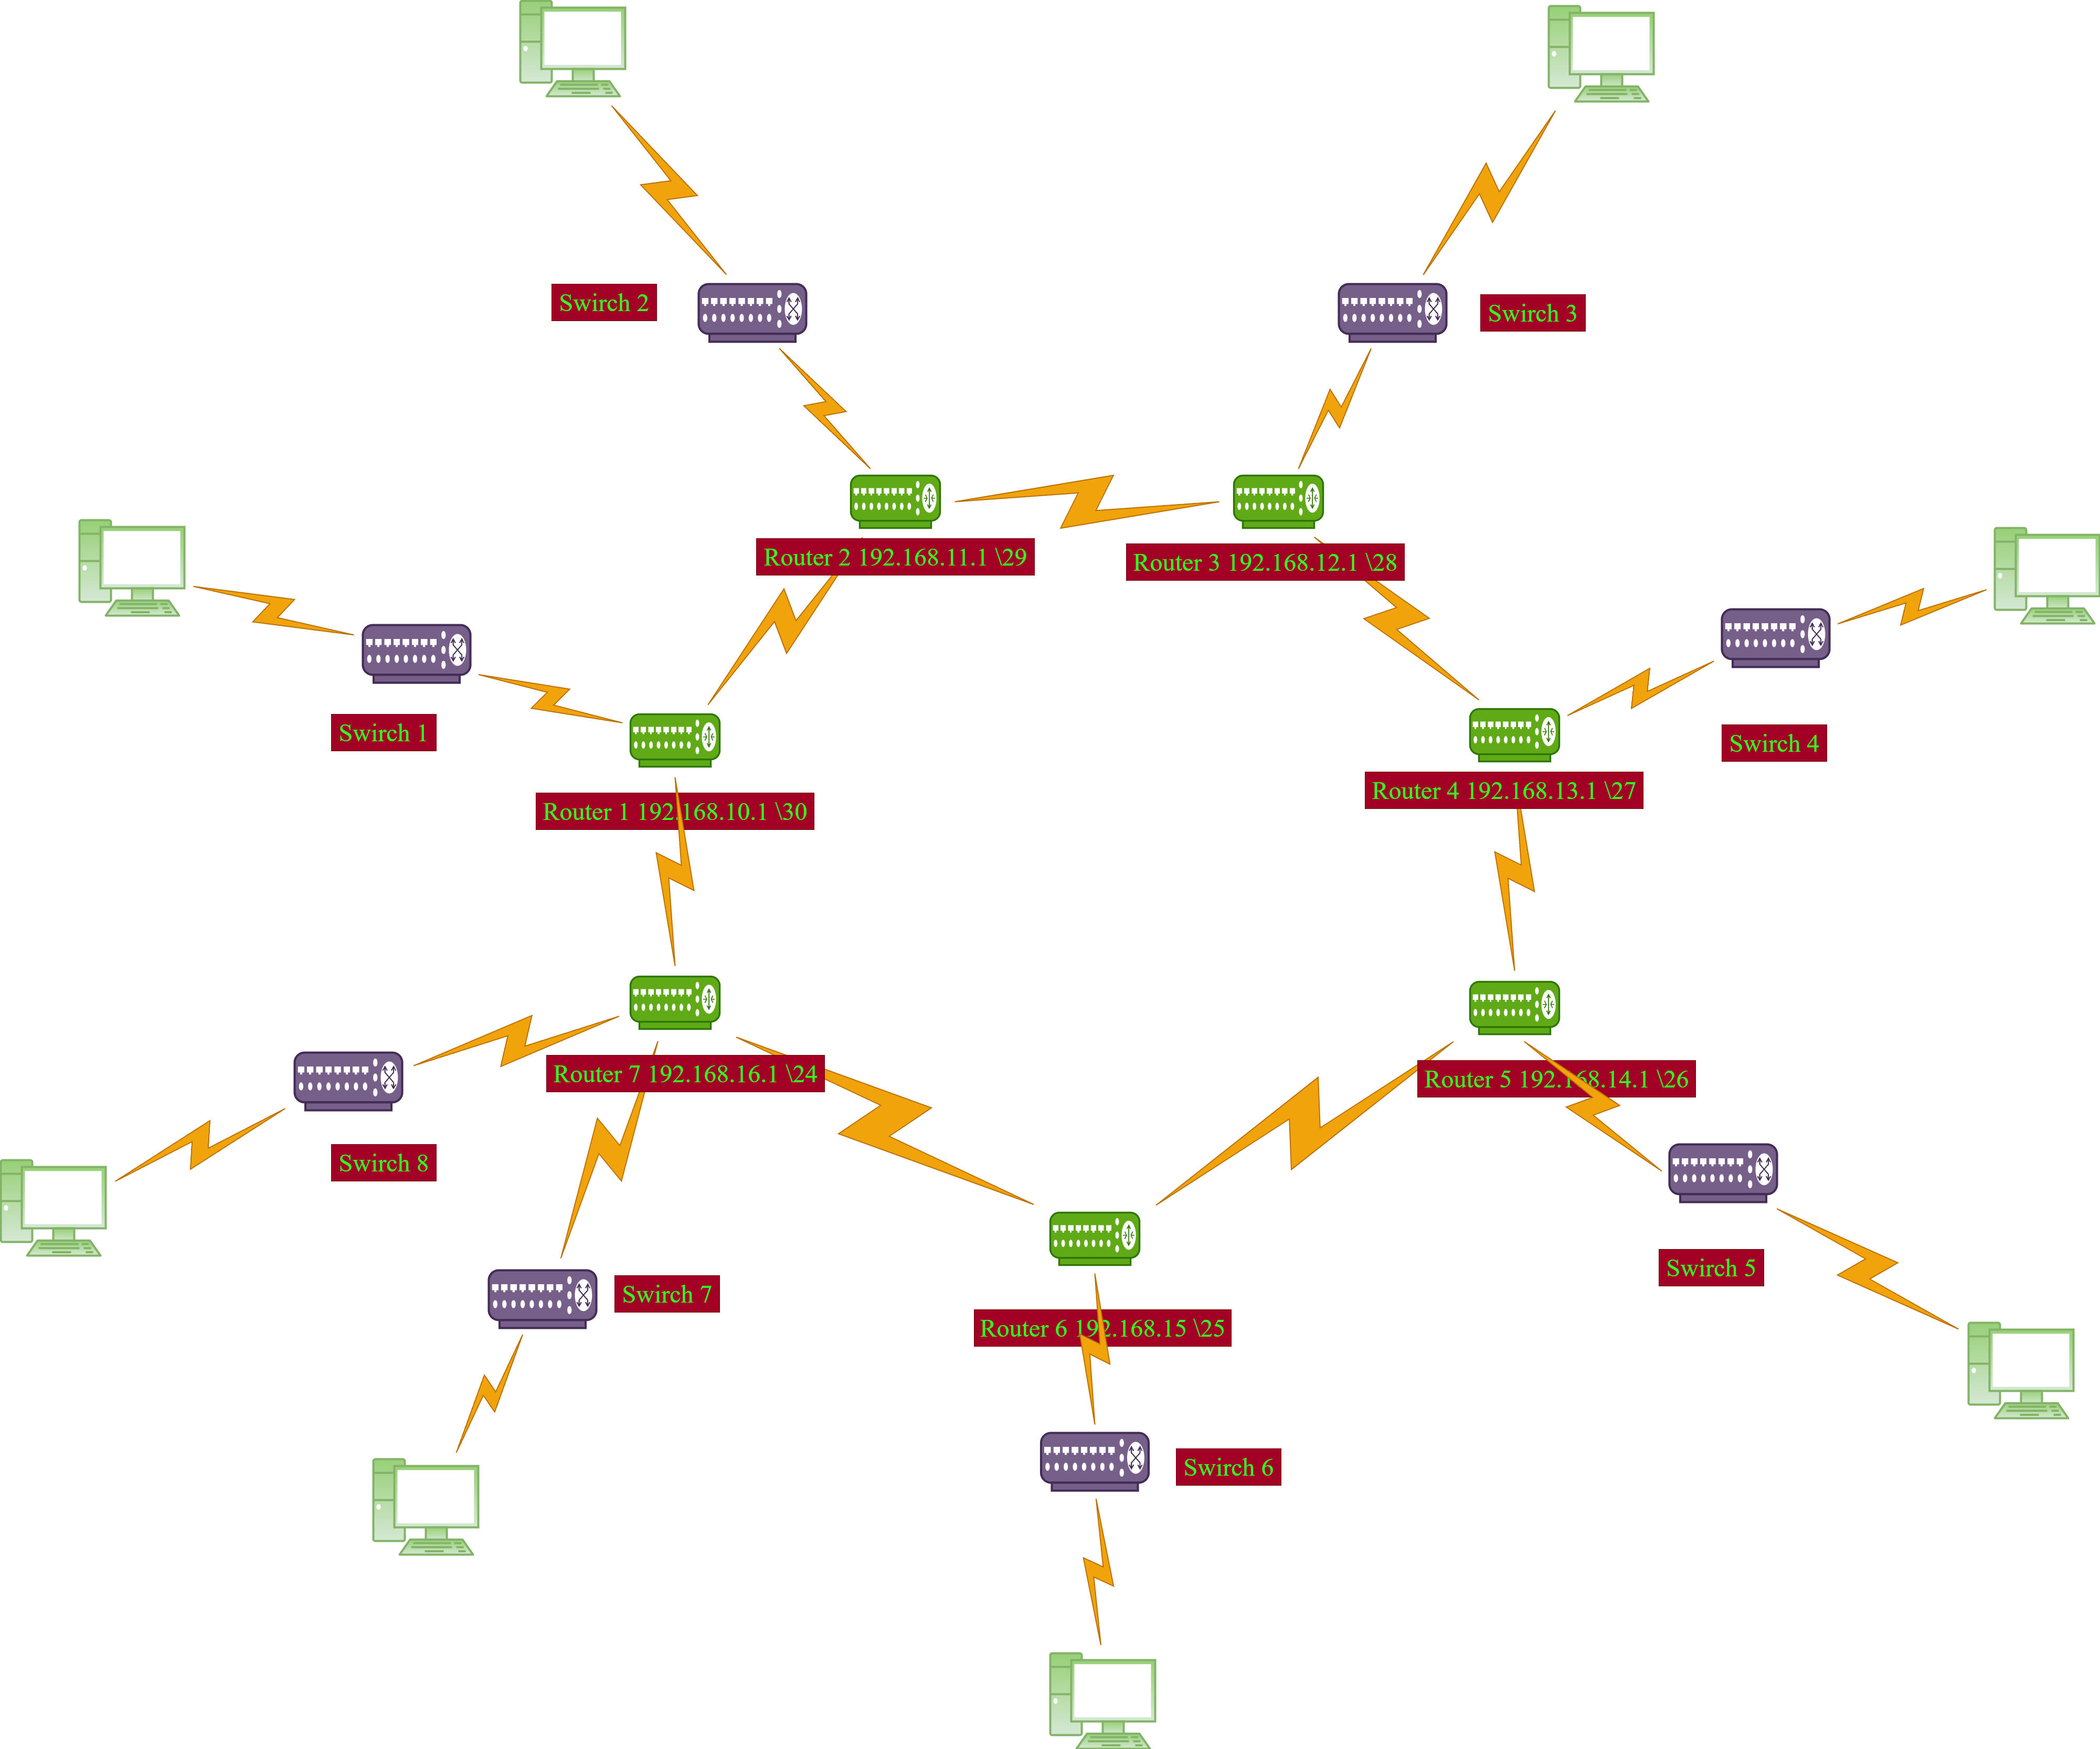 Swirch 2
Swirch 3
Router 2 192.168.11.1 \29
Router 3 192.168.12.1 \28
Swirch 1
Swirch 4
Router 4 192.168.13.1 \27
Router 1 192.168.10.1 \30
Router 7 192.168.16.1 \24
Router 5 192.168.14.1 \26
Swirch 8
Swirch 5
Swirch 7
Router 6 192.168.15 \25
Swirch 6